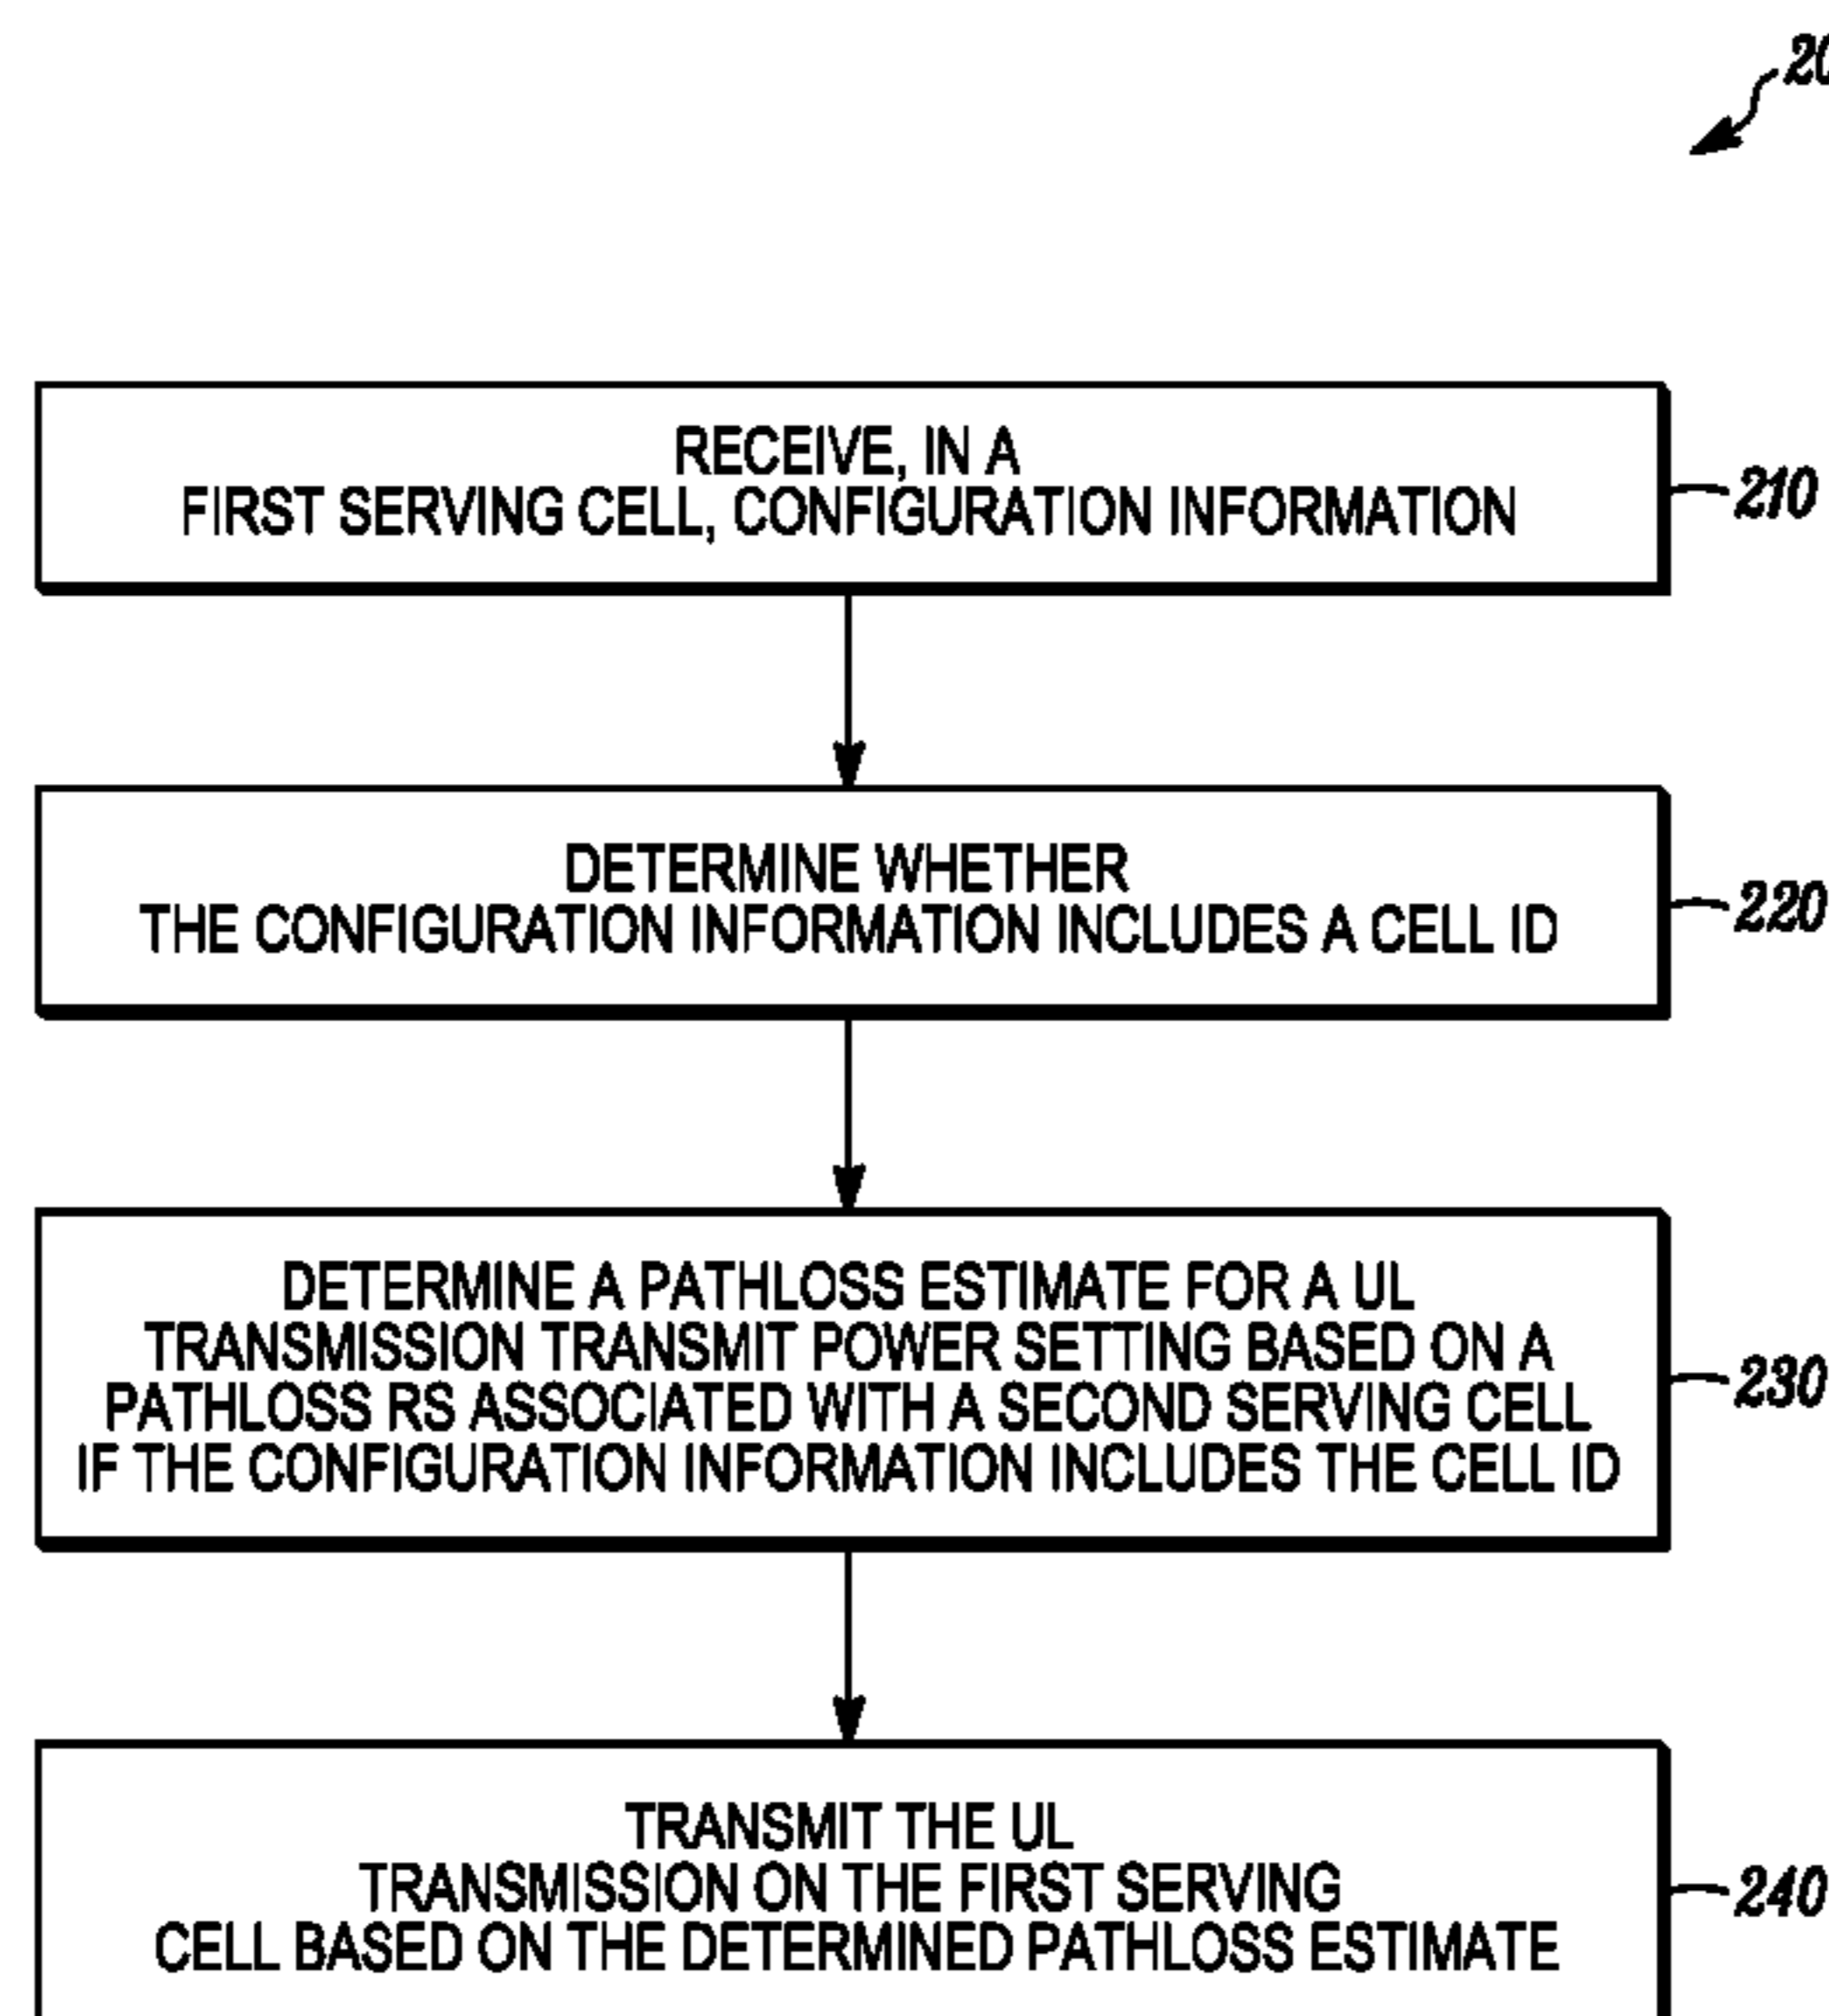 RECEIVE, IN A
FIRST SERVING CELL, CONFIGURATION INFORMATION
210
DETERMINE WHETHER
THE CONFIGURATION INFORMATION INCLUDES A CELL ID
220
DETERMINE A PATHLOSS ESTIMATE FOR A UL
TRANSMISSION TRANSMIT POWER SETTING BASED ON A
PATHLOSS RS ASSOCIATED WITH A SECOND SERVING CELL
IF THE CONFIGURATION INFORMATION INCLUDES THE CELL ID
230
TRANSMIT THE UL
TRANSMISSION ON THE FIRST SERVING
CELL BASED ON THE DETERMINED PATHLOSS ESTIMATE
240